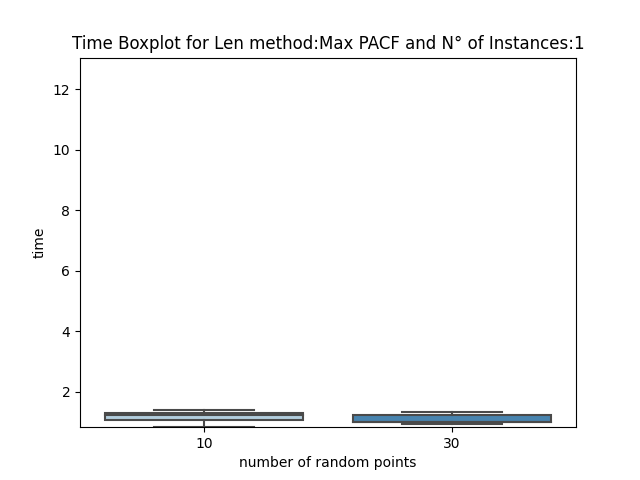 Time Boxplot for Len method:Max PACF and N° of Instances:1
12
10
8
6
4
2
time
10 30
number of random points